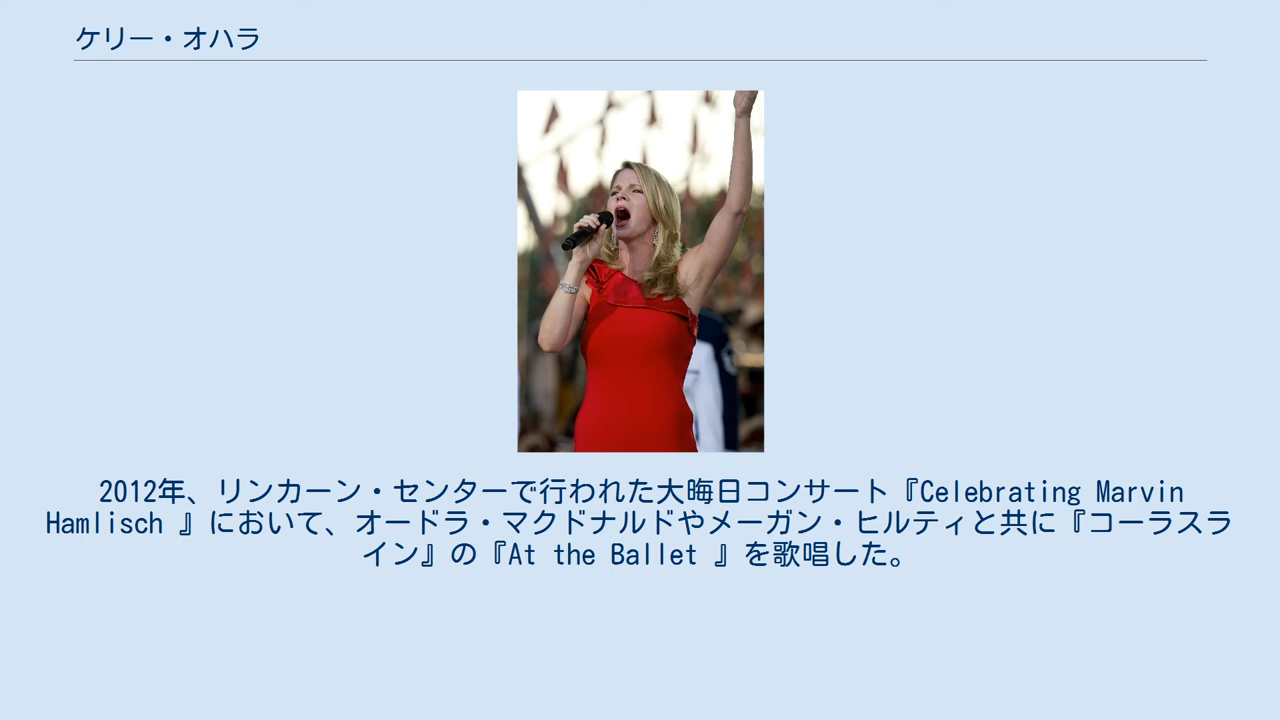 ケリー・オハラ
2012年、リンカーン・センターで行われた大晦日コンサート『Celebrating Marvin
Hamlisch 』において、オードラ・マクドナルドやメーガン・ヒルティと共に『コーラスラ
イン』の『At the Ballet 』を歌唱した。